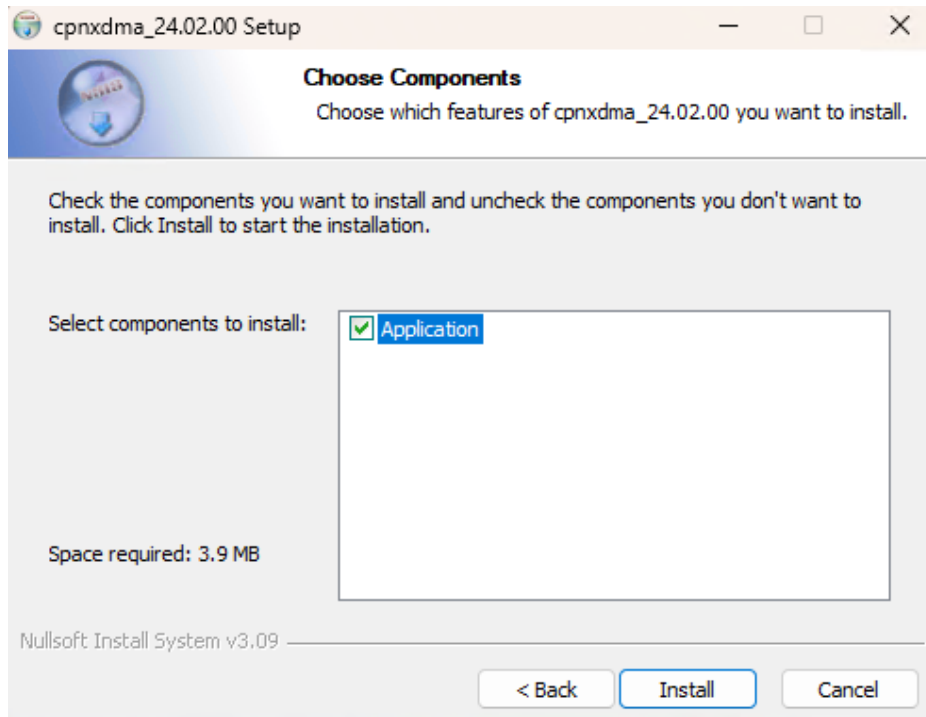 cpnxdma_24.02.00 Setup
Choose Components
Choose which features of cpnxdma_24.02.00 you want to install.
Check the components you want to install and uncheck the components you don't want to
install. Click Install to start the installation.
Select components to install:
Application
Space required: 3.9 MB
Nullsoft Install System v3.09
< Back
Install
Cancel